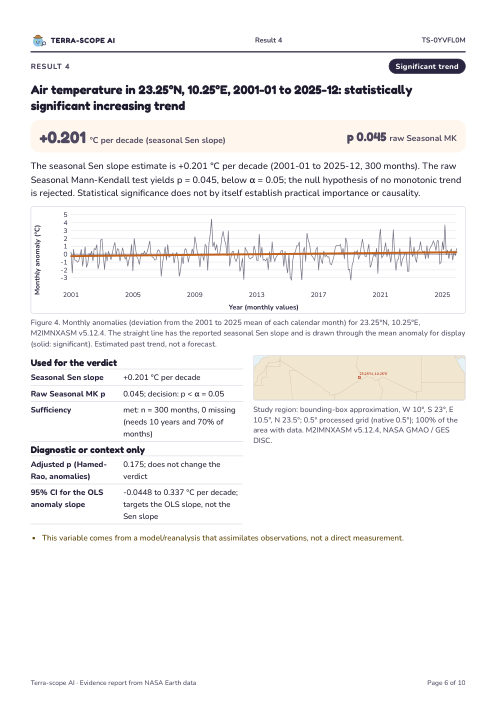 TERRA-SCOPE AI
Result 4
TS-0YVFL0M
RESULT 4
Significant trend
Air temperature in 23.25°N, 10.25°E, 2001-01 to 2025-12: statistically
significant increasing trend
+0.201 °C per decade (seasonal Sen slope)
p 0.045 raw Seasonal MK
The seasonal Sen slope estimate is +0.201 °C per decade (2001-01 to 2025-12, 300 months). The raw
Seasonal Mann-Kendall test yields p = 0.045, below α = 0.05; the null hypothesis of no monotonic trend
is rejected. Statistical significance does not by itself establish practical importance or causality.
Monthly anomaly (°C)
5
4
3
2
1
0
-1
-2
-3
2001
2005
2009
2013
2017
2021
2025
Year (monthly values)
Figure 4. Monthly anomalies (deviation from the 2001 to 2025 mean of each calendar month) for 23.25°N, 10.25°E,
M2IMNXASM v5.12.4. The straight line has the reported seasonal Sen slope and is drawn through the mean anomaly for display
(solid: significant). Estimated past trend, not a forecast.
Used for the verdict
Seasonal Sen slope
+0.201 °C per decade
Raw Seasonal MK p
0.045; decision: p < α = 0.05
Sufficiency
met: n = 300 months, 0 missing
(needs 10 years and 70% of
months)
Diagnostic or context only
Adjusted p (Hamed-
Rao, anomalies)
0.175; does not change the
verdict
95% CI for the OLS
anomaly slope
-0.0448 to 0.337 °C per decade;
targets the OLS slope, not the
Sen slope
23.25°N, 10.25°E
Study region: bounding-box approximation, W 10°, S 23°, E
10.5°, N 23.5°; 0.5° processed grid (native 0.5°); 100% of the
area with data. M2IMNXASM v5.12.4, NASA GMAO / GES
DISC.
• This variable comes from a model/reanalysis that assimilates observations, not a direct measurement.
Terra-scope AI · Evidence report from NASA Earth data
Page 6 of 10